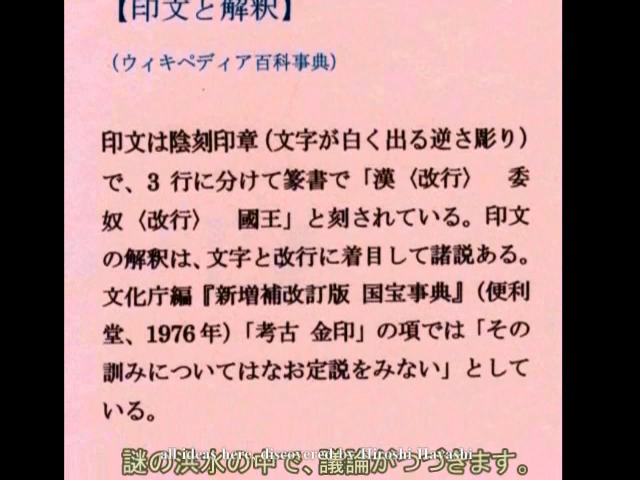 【印文と解釈】
（ウィキペディア百科事典）
印文は陰刻印章（文字が白く出る逆さ彫り）
で、3 行に分けて篆書で「漢〈改行〉　委
奴〈改行〉　國王」と刻されている。印文
の解釈は、文字と改行に着目して諸説ある。
文化庁編『新増補改訂版 国宝事典』（便利
堂、1976年）「考古 金印」の項では「その
訓みについてはなお定説をみない」として
いる。
all ideas here, discovered by Hiroshi Hayashi
謎の洪水の中で、議論がつづきます。